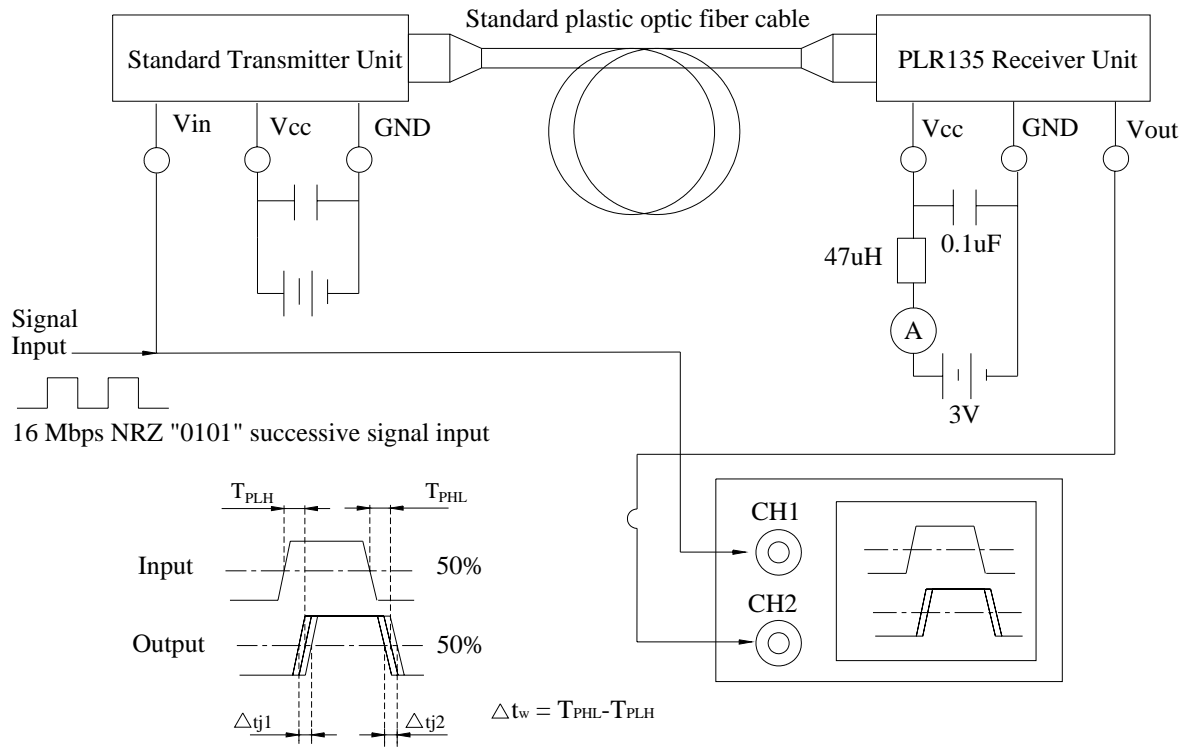 Standard plastic optic fiber cable
Standard Transmitter Unit
PLR135 Receiver Unit
Vin
Vcc
GND
Vcc
GND
Vout
0.1uF
47uH
A
3V
Signal
Input
16 Mbps NRZ "0101" successive signal input
TPLH
TPHL
Input
50%
Output
50%
△tj1
△tj2
△tw = TPHL-TPLH
CH1
CH2